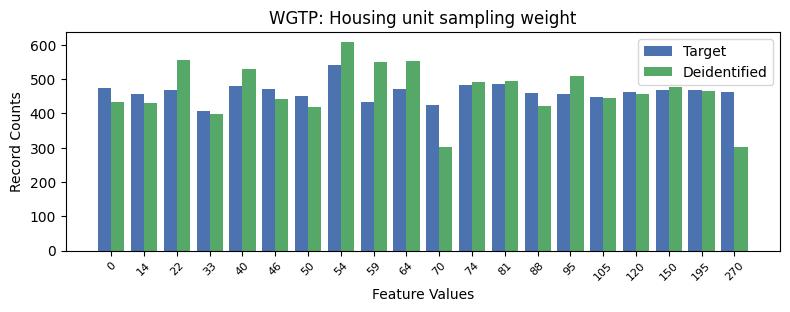 WGTP: Housing unit sampling weight
Record Counts
600
500
400
300
200
100
0
Target
Deidentified
0 14 22 33 40 46 50 54 59 64 70 74 81 88 95 105 120 150 195 270
Feature Values